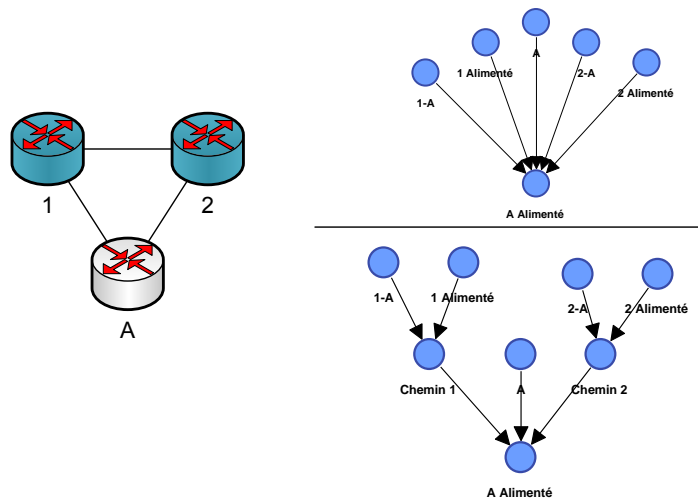 1
2
A
A
1 Alimenté
2-A
2 Alimenté
1-A
A Alimenté
1-A
1 Alimenté
2-A
2 Alimenté
Chemin 1
A
Chemin 2
A Alimenté